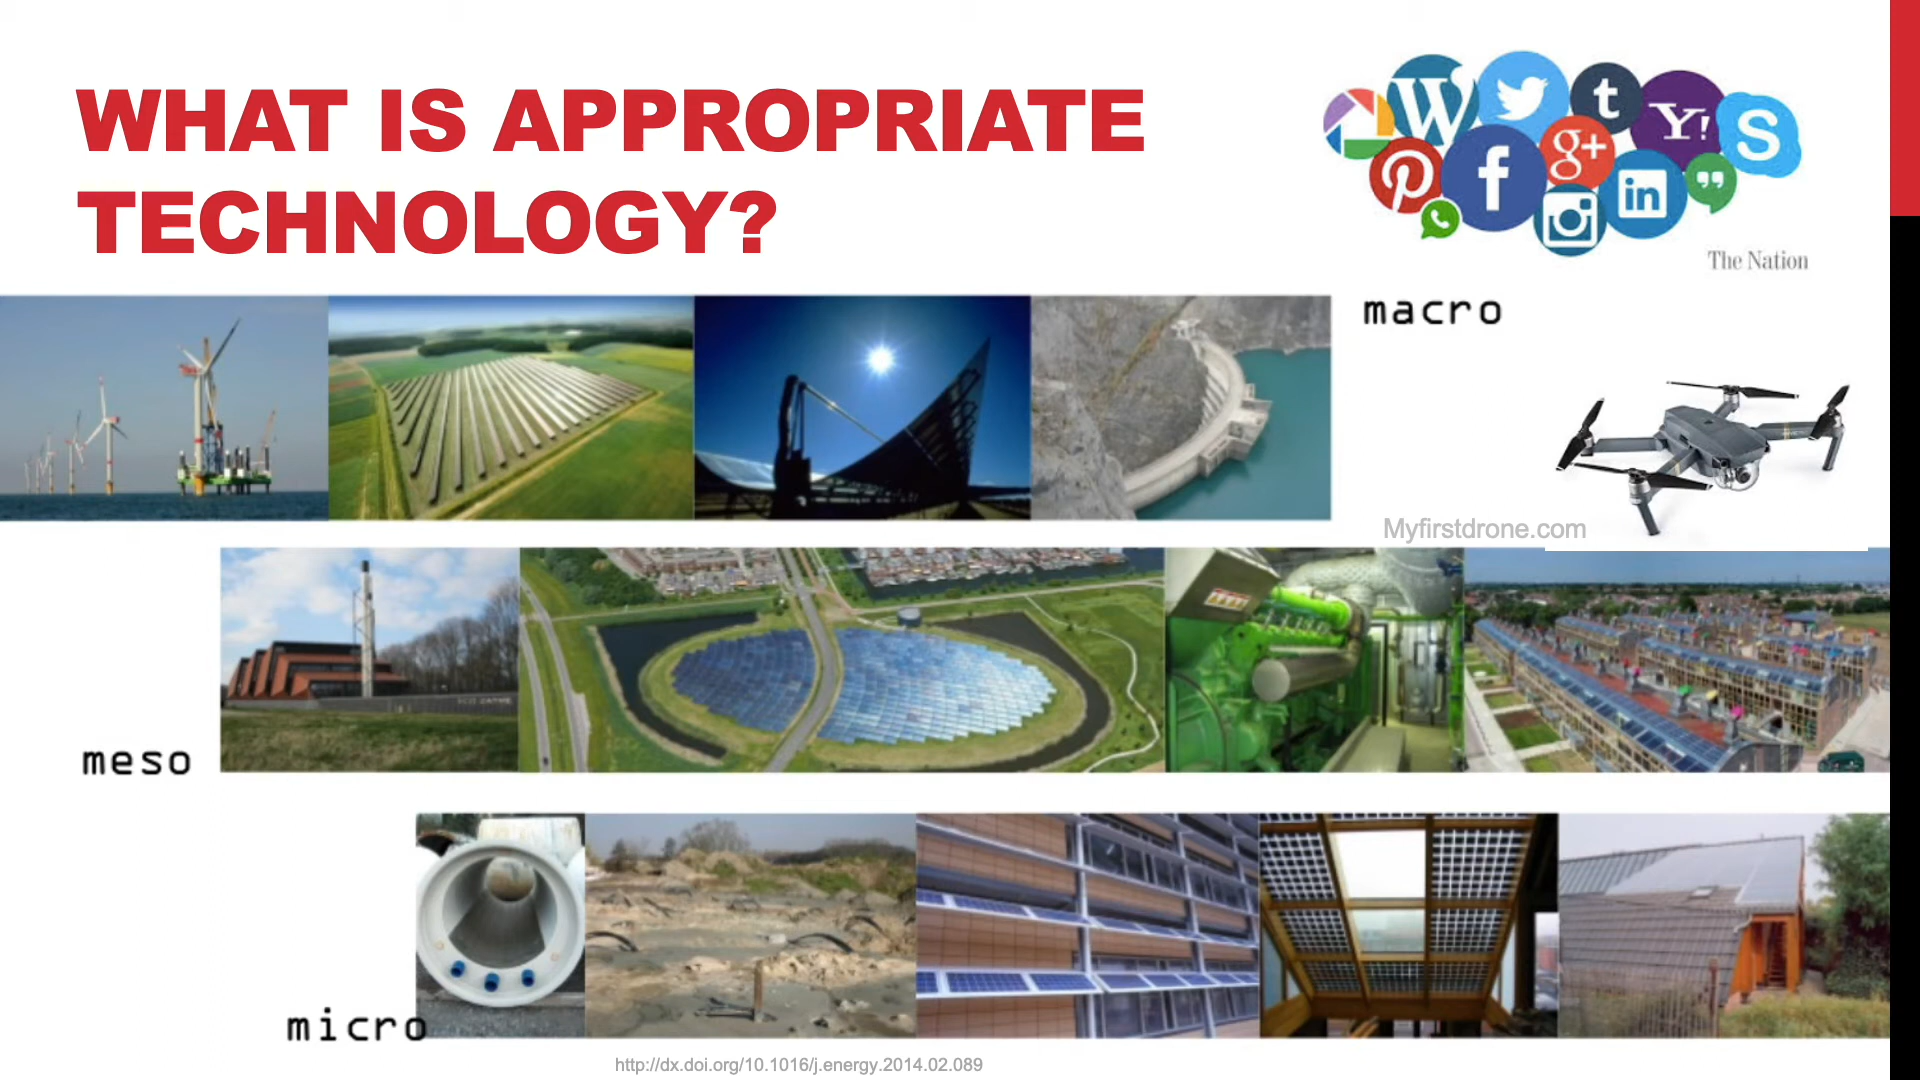 WHAT IS APPROPRIATE
TECHNOLOGY?
W
t
Y!
S
f
g+
in
The Nation
macro
Myfirstdrone.com
meso
micro
http://dx.doi.org/10.1016/j.energy.2014.02.089